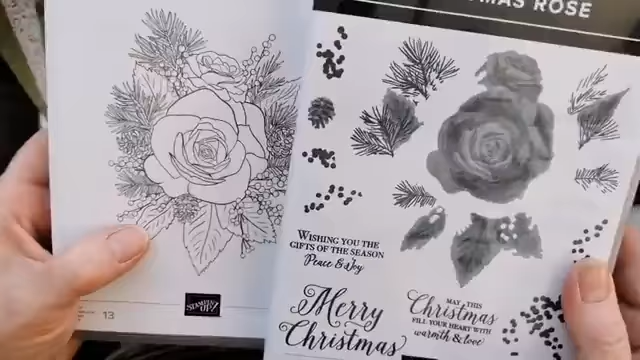 MAS ROSE
WISHING YOU THE
GIFTS OF THE SEASON
Peace & Joy
Merry
Christmas
MAY THIS
Christmas
FILL YOUR HEART WITH
warmth & love
STAMPIN' UP!
13